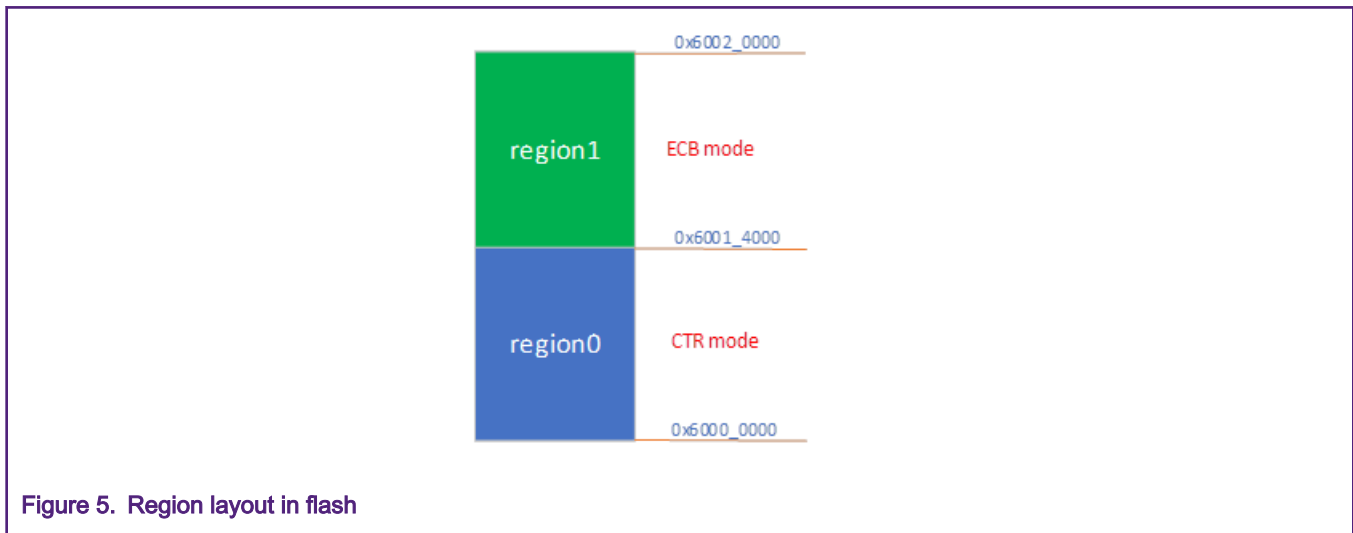 0x6002_0000
region1
ECB mode
0x6001_4000
region0
CTR mode
0x6000_0000
Figure 5. Region layout in flash